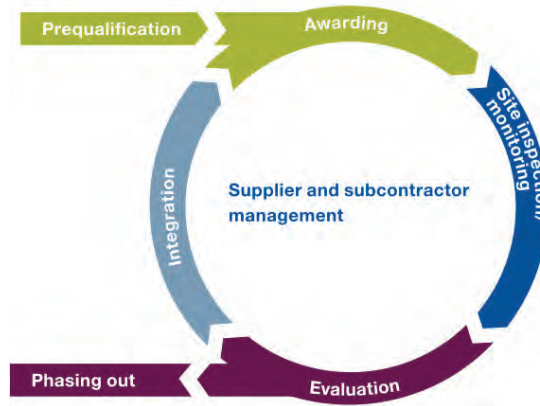 Prequalification
Awarding
Site inspection/
monitoring
Supplier and subcontractor
management
Integration
Evaluation
Phasing out